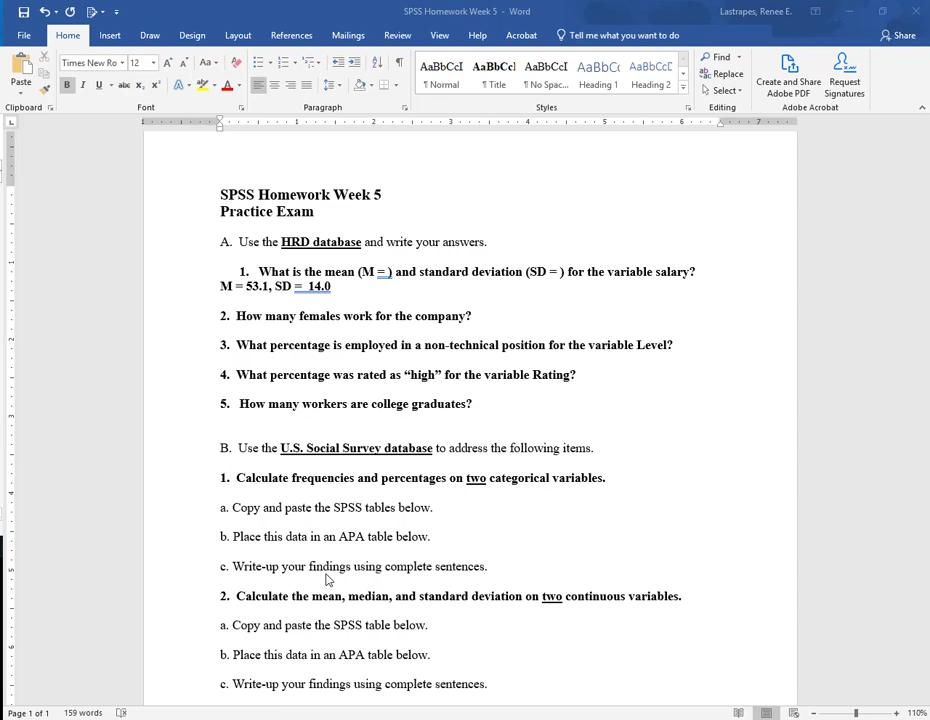 SPSS Homework Week 5 - Word
Lastrapes, Renee E.
File Home Insert Draw Design Layout References Mailings Review View Help Acrobat Tell me what you want to do Share
Paste
Clipboard
Times New Ro 12
Font
Paragraph
AaBbCcI AaBbCcI AaBbCcI AaBbCc AaBbCcD
¶ Normal ¶ Title ¶ No Spac... Heading 1 Heading 2
Styles
Find
Replace
Select
Editing
Create and Share Adobe PDF
Request Signatures
Adobe Acrobat
SPSS Homework Week 5
Practice Exam
A. Use the HRD database and write your answers.
1. What is the mean (M = ) and standard deviation (SD = ) for the variable salary?
M = 53.1, SD = 14.0
2. How many females work for the company?
3. What percentage is employed in a non-technical position for the variable Level?
4. What percentage was rated as “high” for the variable Rating?
5. How many workers are college graduates?
B. Use the U.S. Social Survey database to address the following items.
1. Calculate frequencies and percentages on two categorical variables.
a. Copy and paste the SPSS tables below.
b. Place this data in an APA table below.
c. Write-up your findings using complete sentences.
2. Calculate the mean, median, and standard deviation on two continuous variables.
a. Copy and paste the SPSS table below.
b. Place this data in an APA table below.
c. Write-up your findings using complete sentences.
Page 1 of 1 159 words 110%